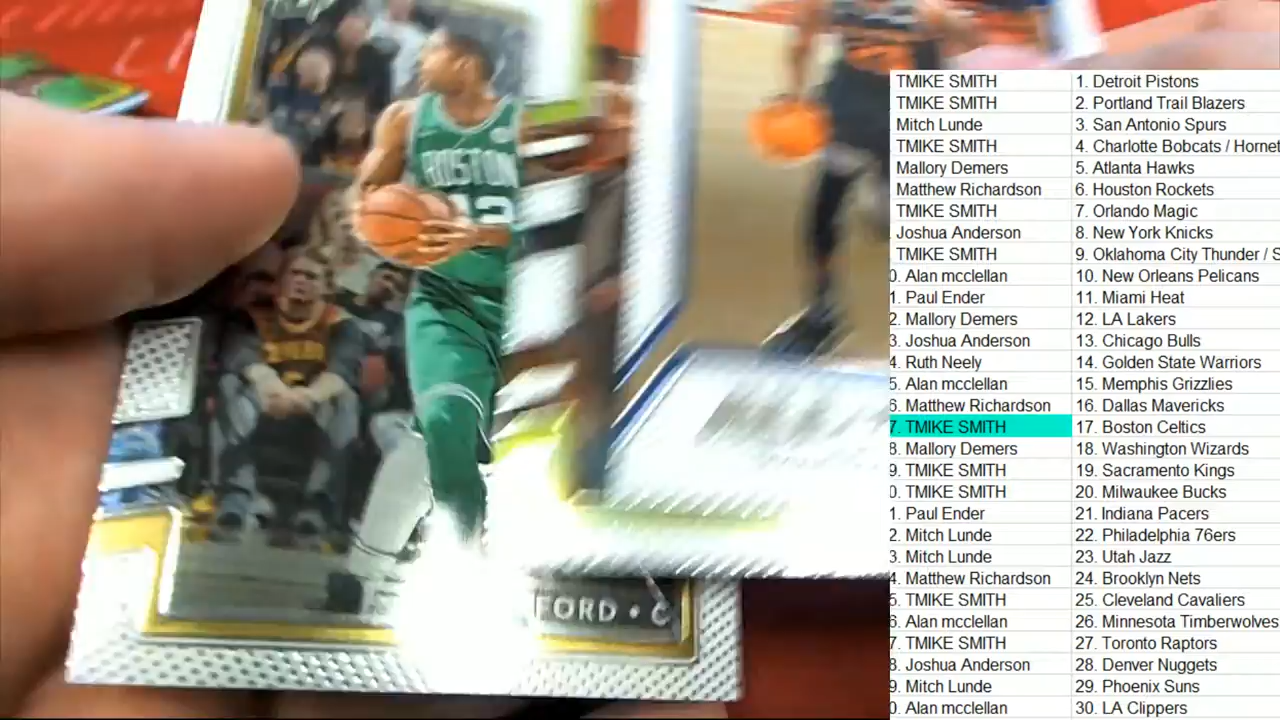 BOSTON
42
FORD • C
TMIKE SMITH 1. Detroit Pistons
TMIKE SMITH 2. Portland Trail Blazers
Mitch Lunde 3. San Antonio Spurs
TMIKE SMITH 4. Charlotte Bobcats / Hornet
Mallory Demers 5. Atlanta Hawks
Matthew Richardson 6. Houston Rockets
TMIKE SMITH 7. Orlando Magic
Joshua Anderson 8. New York Knicks
TMIKE SMITH 9. Oklahoma City Thunder / S
0. Alan mcclellan 10. New Orleans Pelicans
1. Paul Ender 11. Miami Heat
2. Mallory Demers 12. LA Lakers
3. Joshua Anderson 13. Chicago Bulls
4. Ruth Neely 14. Golden State Warriors
5. Alan mcclellan 15. Memphis Grizzlies
6. Matthew Richardson 16. Dallas Mavericks
7. TMIKE SMITH 17. Boston Celtics
8. Mallory Demers 18. Washington Wizards
9. TMIKE SMITH 19. Sacramento Kings
0. TMIKE SMITH 20. Milwaukee Bucks
1. Paul Ender 21. Indiana Pacers
2. Mitch Lunde 22. Philadelphia 76ers
3. Mitch Lunde 23. Utah Jazz
4. Matthew Richardson 24. Brooklyn Nets
5. TMIKE SMITH 25. Cleveland Cavaliers
6. Alan mcclellan 26. Minnesota Timberwolves
7. TMIKE SMITH 27. Toronto Raptors
8. Joshua Anderson 28. Denver Nuggets
9. Mitch Lunde 29. Phoenix Suns
0. Alan mcclellan 30. LA Clippers